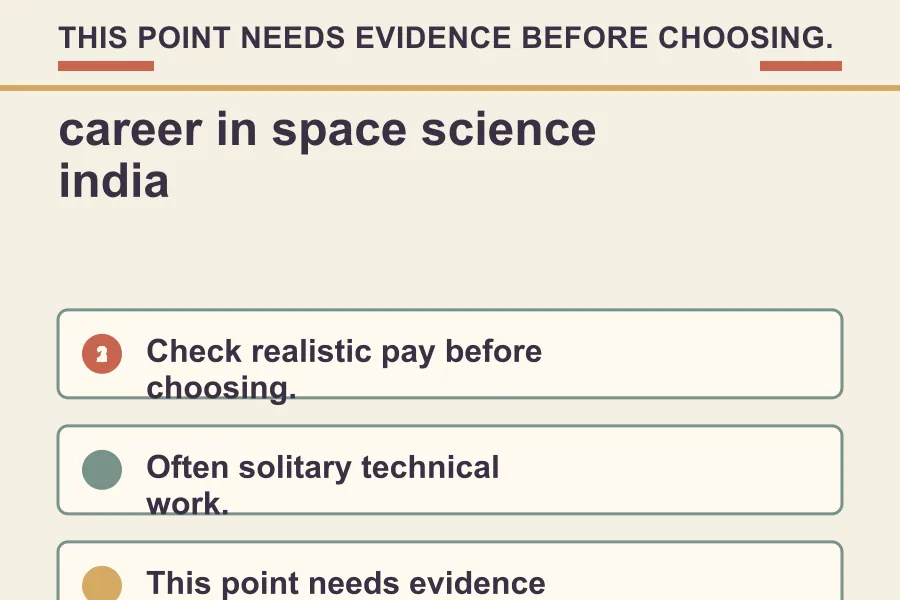 THIS POINT NEEDS EVIDENCE BEFORE CHOOSING.
career in space science
india
Check realistic pay before
choosing.
Often solitary technical
work.
This point needs evidence